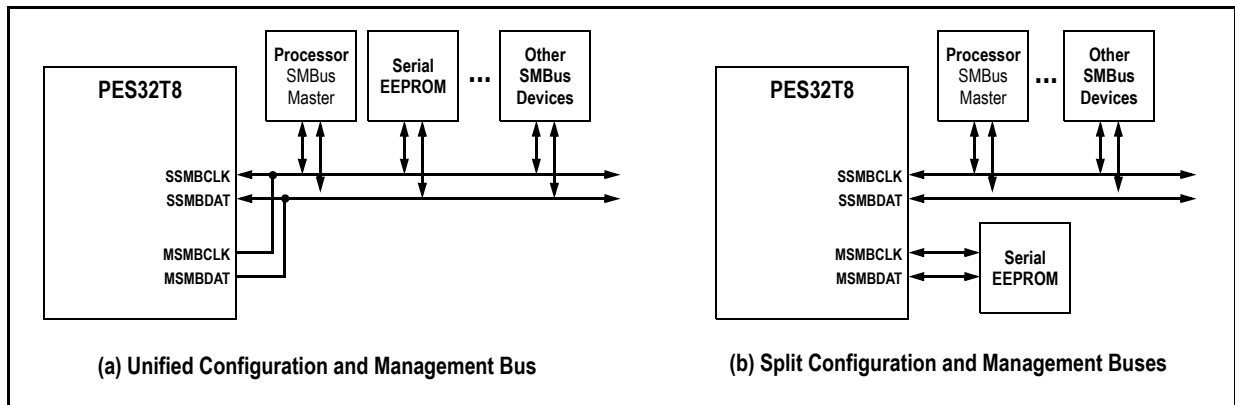 PES32T8
Processor
SMBus
Master
Serial
EEPROM
...
Other
SMBus
Devices
SSMBCLK
SSMBDAT
MSMBCLK
MSMBDAT
(a) Unified Configuration and Management Bus
PES32T8
Processor
SMBus
Master
...
Other
SMBus
Devices
SSMBCLK
SSMBDAT
MSMBCLK
MSMBDAT
Serial
EEPROM
(b) Split Configuration and Management Buses